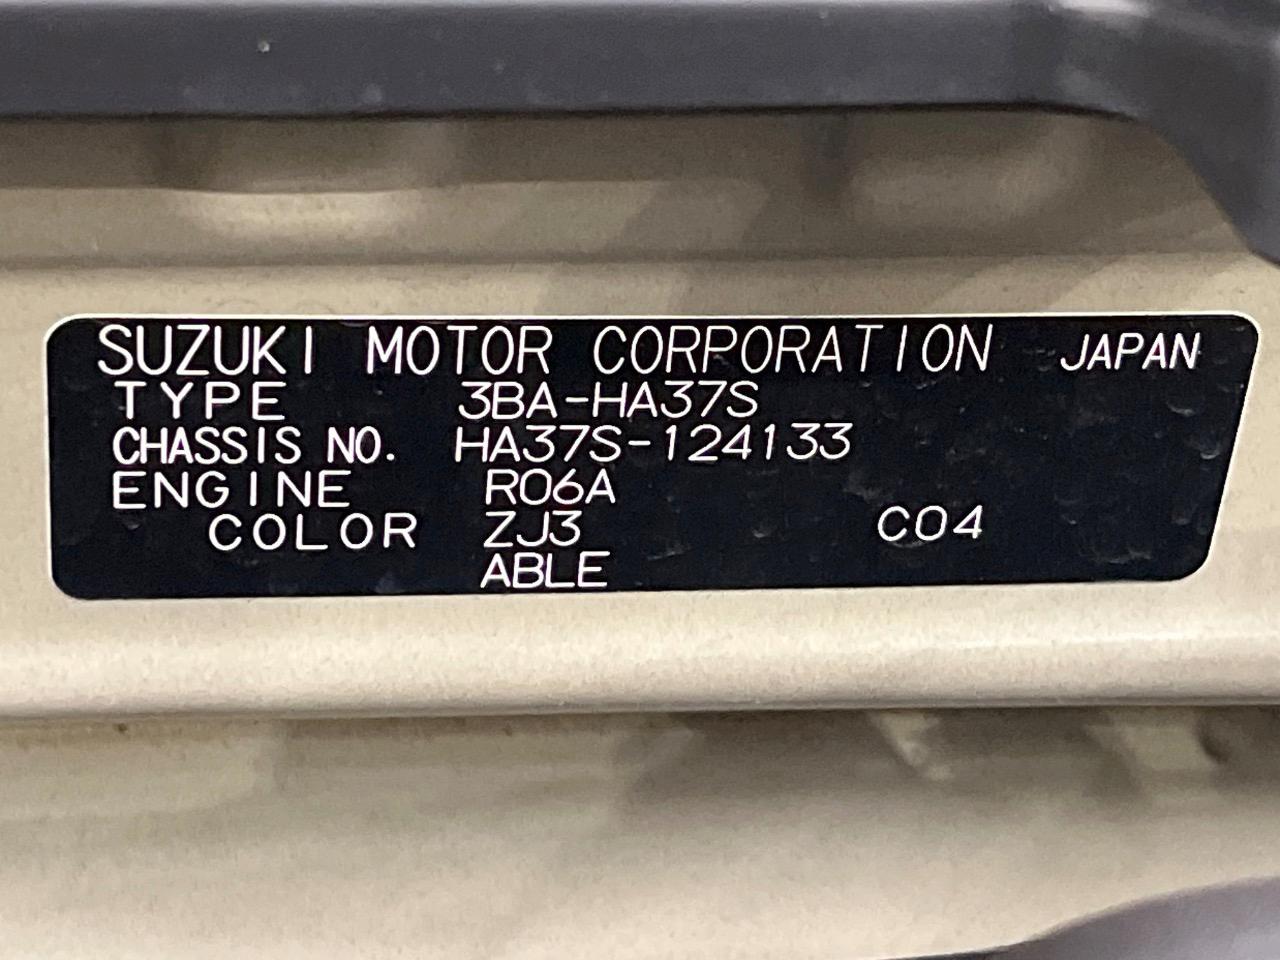 SUZUKI MOTOR CORPORATION JAPAN
TYPE 3BA-HA37S
CHASSIS NO. HA37S-124133
ENGINE R06A
COLOR ZJ3 C04
ABLE